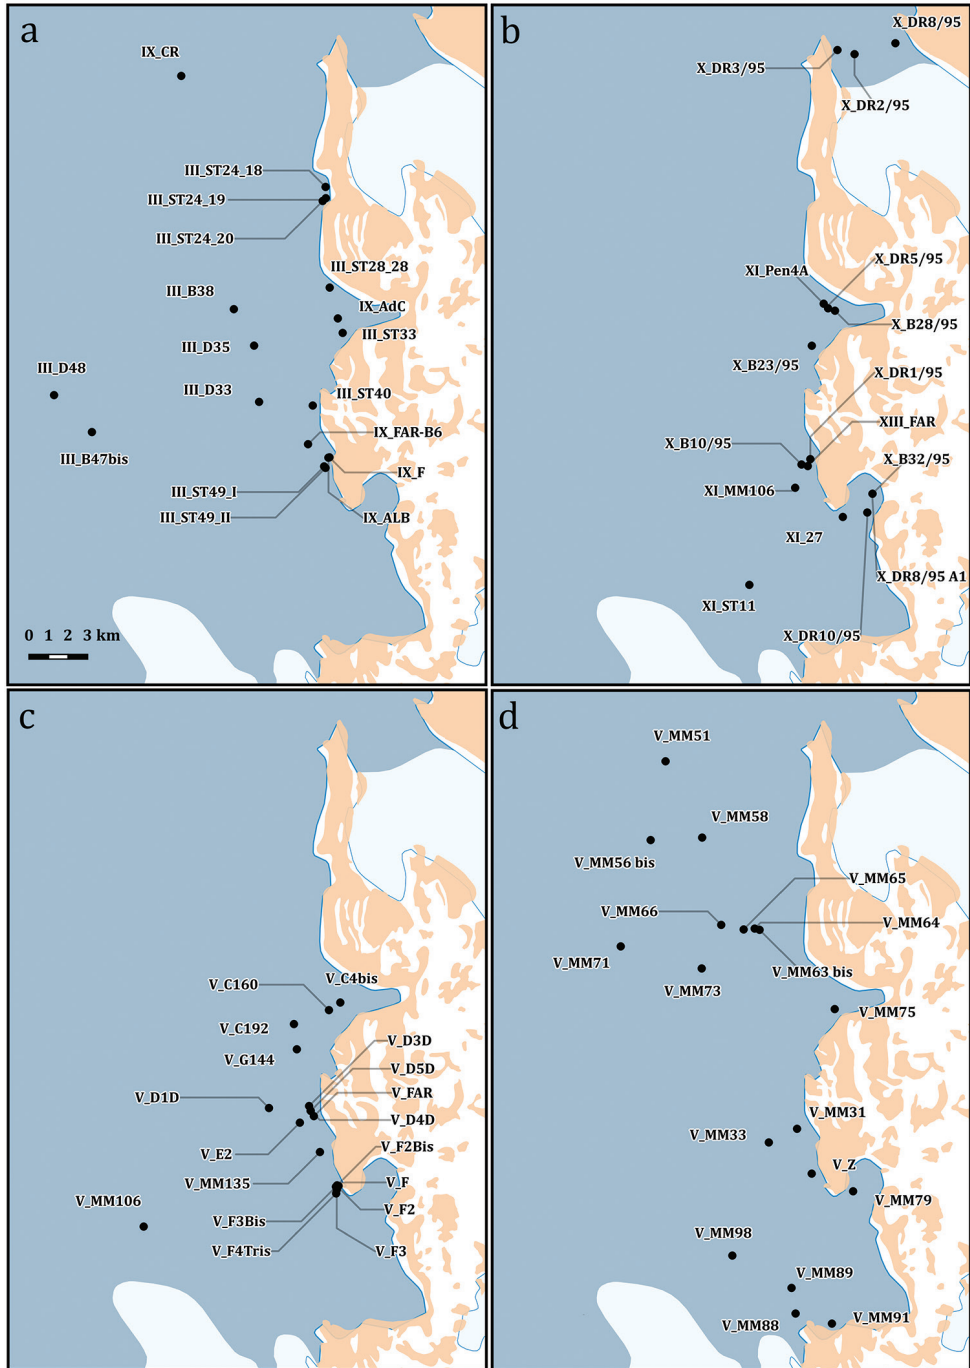 a
IX_CR
III_ST24_18
III_ST24_19
III_ST24_20
III_ST28_28
III_B38
IX_AdC
III_ST33
III_D35
III_D48
III_D33
III_ST40
IX_FAR-B6
III_B47bis
IX_F
III_ST49_I
III_ST49_II
IX_ALB
0 1 2 3 km
b
X_DR8/95
X_DR3/95
X_DR2/95
X_DR5/95
XI_Pen4A
X_B28/95
X_B23/95
X_DR1/95
XIII_FAR
X_B10/95
X_B32/95
XI_MM106
XI_27
X_DR8/95 A1
XI_ST11
X_DR10/95
c
V_C4bis
V_C160
V_C192
V_D3D
V_G144
V_D5D
V_FAR
V_D1D
V_D4D
V_F2Bis
V_E2
V_F
V_MM135
V_MM106
V_F2
V_F3Bis
V_F4Tris
V_F3
d
V_MM51
V_MM58
V_MM56 bis
V_MM65
V_MM66
V_MM64
V_MM71
V_MM63 bis
V_MM73
V_MM75
V_MM31
V_MM33
V_Z
V_MM79
V_MM98
V_MM89
V_MM88
V_MM91